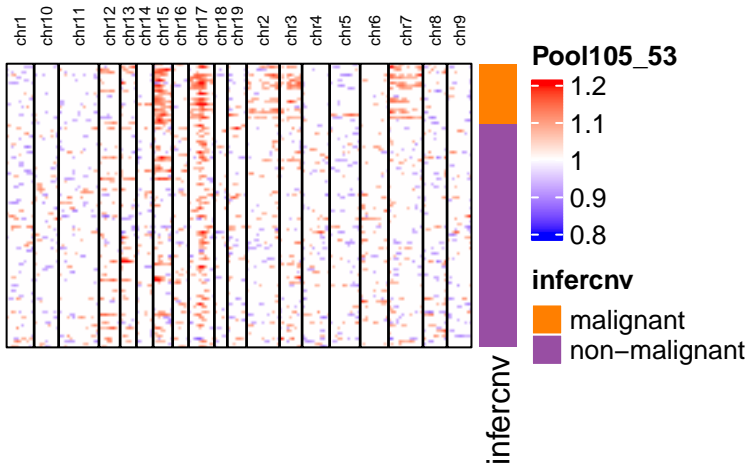 chr1
chr10
chr11
chr12
chr13
chr14
chr15
chr16
chr17
chr18
chr19
chr2
chr3
chr4
chr5
chr6
chr7
chr8
chr9
Pool105_53
1.2
1.1
1
0.9
0.8
infercnv
malignant
non−malignant
infercnv